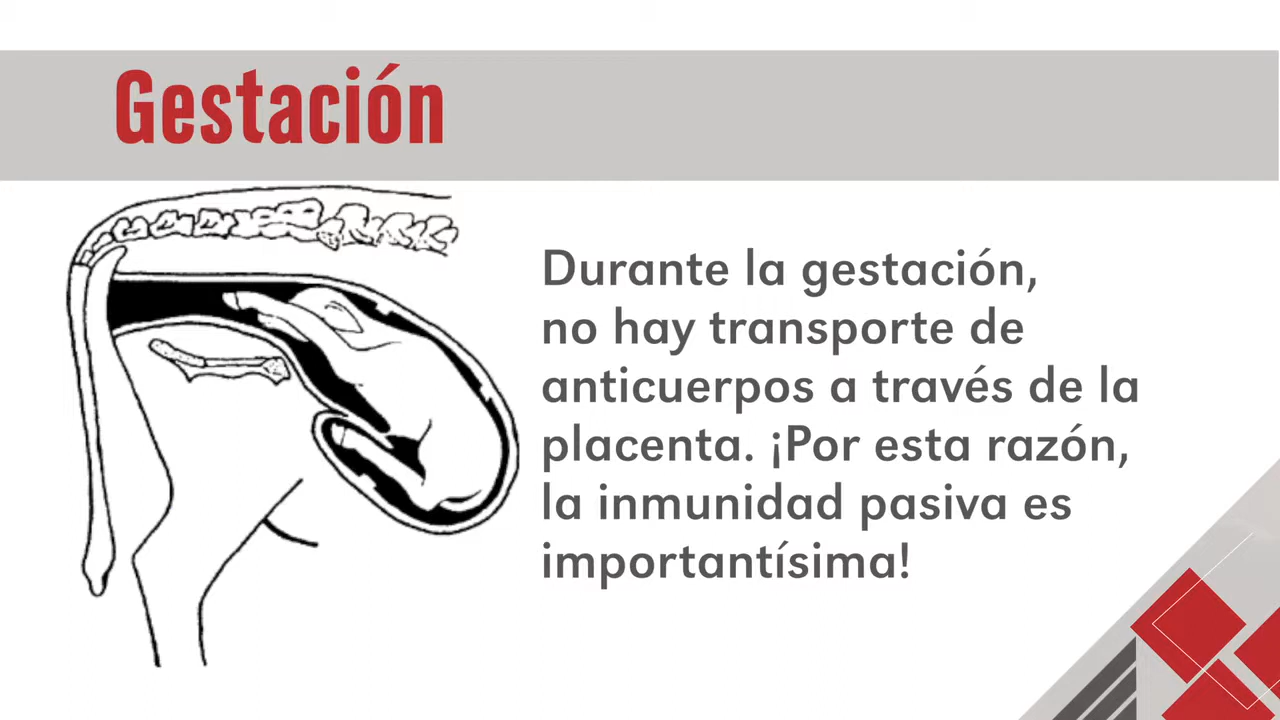 Gestación
Durante la gestación,
no hay transporte de
anticuerpos a través de la
placenta. ¡Por esta razón,
la inmunidad pasiva es
importantísima!